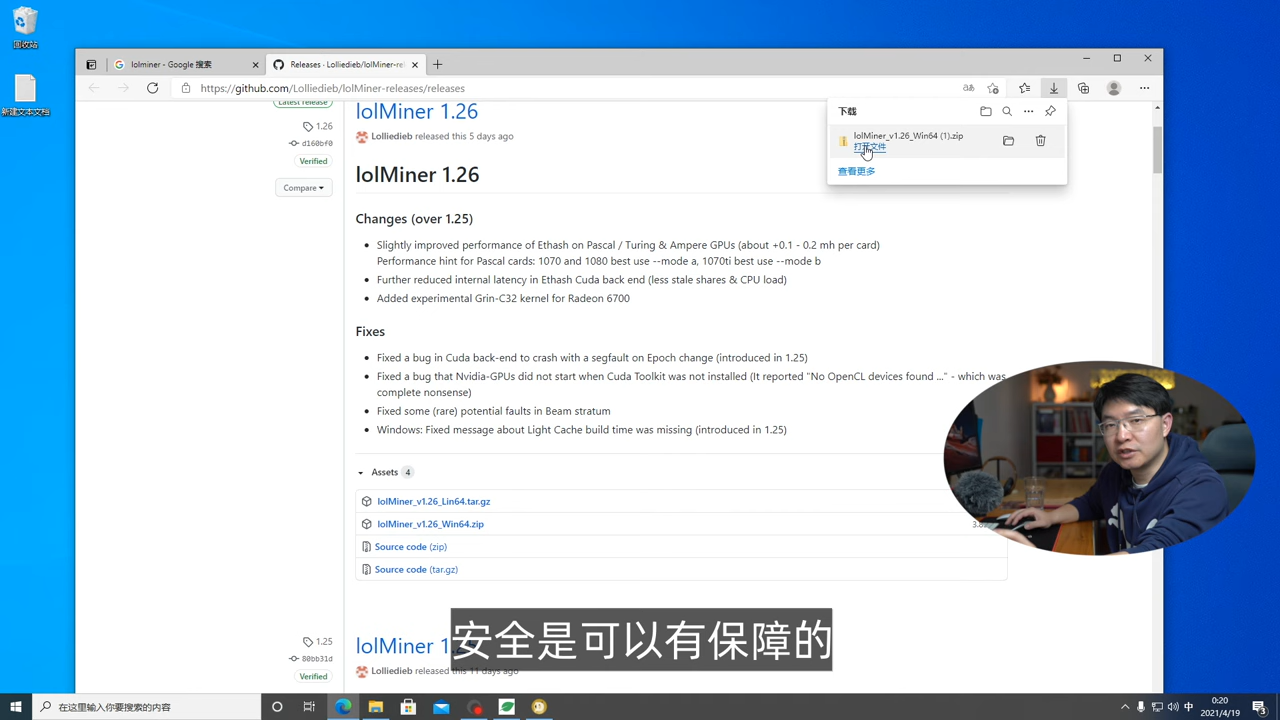 回收站
新建文本文档
lolminer - Google 搜索
Releases · Lolliedieb/lolMiner-rel
https://github.com/Lolliedieb/lolMiner-releases/releases
下载
lolMiner_v1.26_Win64 (1).zip
打开文件
查看更多
Latest release
1.26
d160bf0
Verified
Compare
lolMiner 1.26
Lolliedieb released this 5 days ago
lolMiner 1.26
Changes (over 1.25)
Slightly improved performance of Ethash on Pascal / Turing & Ampere GPUs (about +0.1 - 0.2 mh per card)
Performance hint for Pascal cards: 1070 and 1080 best use --mode a, 1070ti best use --mode b
Further reduced internal latency in Ethash Cuda back end (less stale shares & CPU load)
Added experimental Grin-C32 kernel for Radeon 6700
Fixes
Fixed a bug in Cuda back-end to crash with a segfault on Epoch change (introduced in 1.25)
Fixed a bug that Nvidia-GPUs did not start when Cuda Toolkit was not installed (It reported "No OpenCL devices found ..." - which was
complete nonsense)
Fixed some (rare) potential faults in Beam stratum
Windows: Fixed message about Light Cache build time was missing (introduced in 1.25)
Assets 4
lolMiner_v1.26_Lin64.tar.gz
lolMiner_v1.26_Win64.zip
Source code (zip)
Source code (tar.gz)
1.25
80bb31d
Verified
lolMiner 1.
Lolliedieb released this 11 days ago
安全是可以有保障的
在这里输入你要搜索的内容
中
0:20
2021/4/19
3